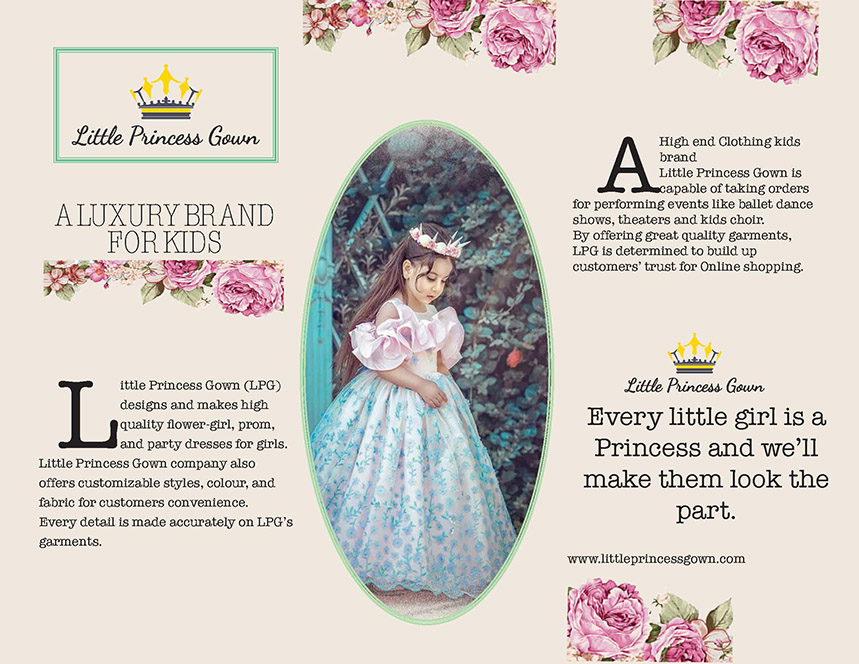 Little Princess Gown
A LUXURY BRAND
FOR KIDS
Little Princess Gown (LPG)
designs and makes high
quality flower-girl, prom,
and party dresses for girls.
Little Princess Gown company also
offers customizable styles, colour, and
fabric for customers convenience.
Every detail is made accurately on LPG's
garments.
A High end Clothing kids
brand
Little Princess Gown is
capable of taking orders
for performing events like ballet dance
shows, theaters and kids choir.
By offering great quality garments,
LPG is determined to build up
customers' trust for Online shopping.
Little Princess Gown
Every little girl is a
Princess and we'll
make them look the
part.
www.littleprincessgown.com